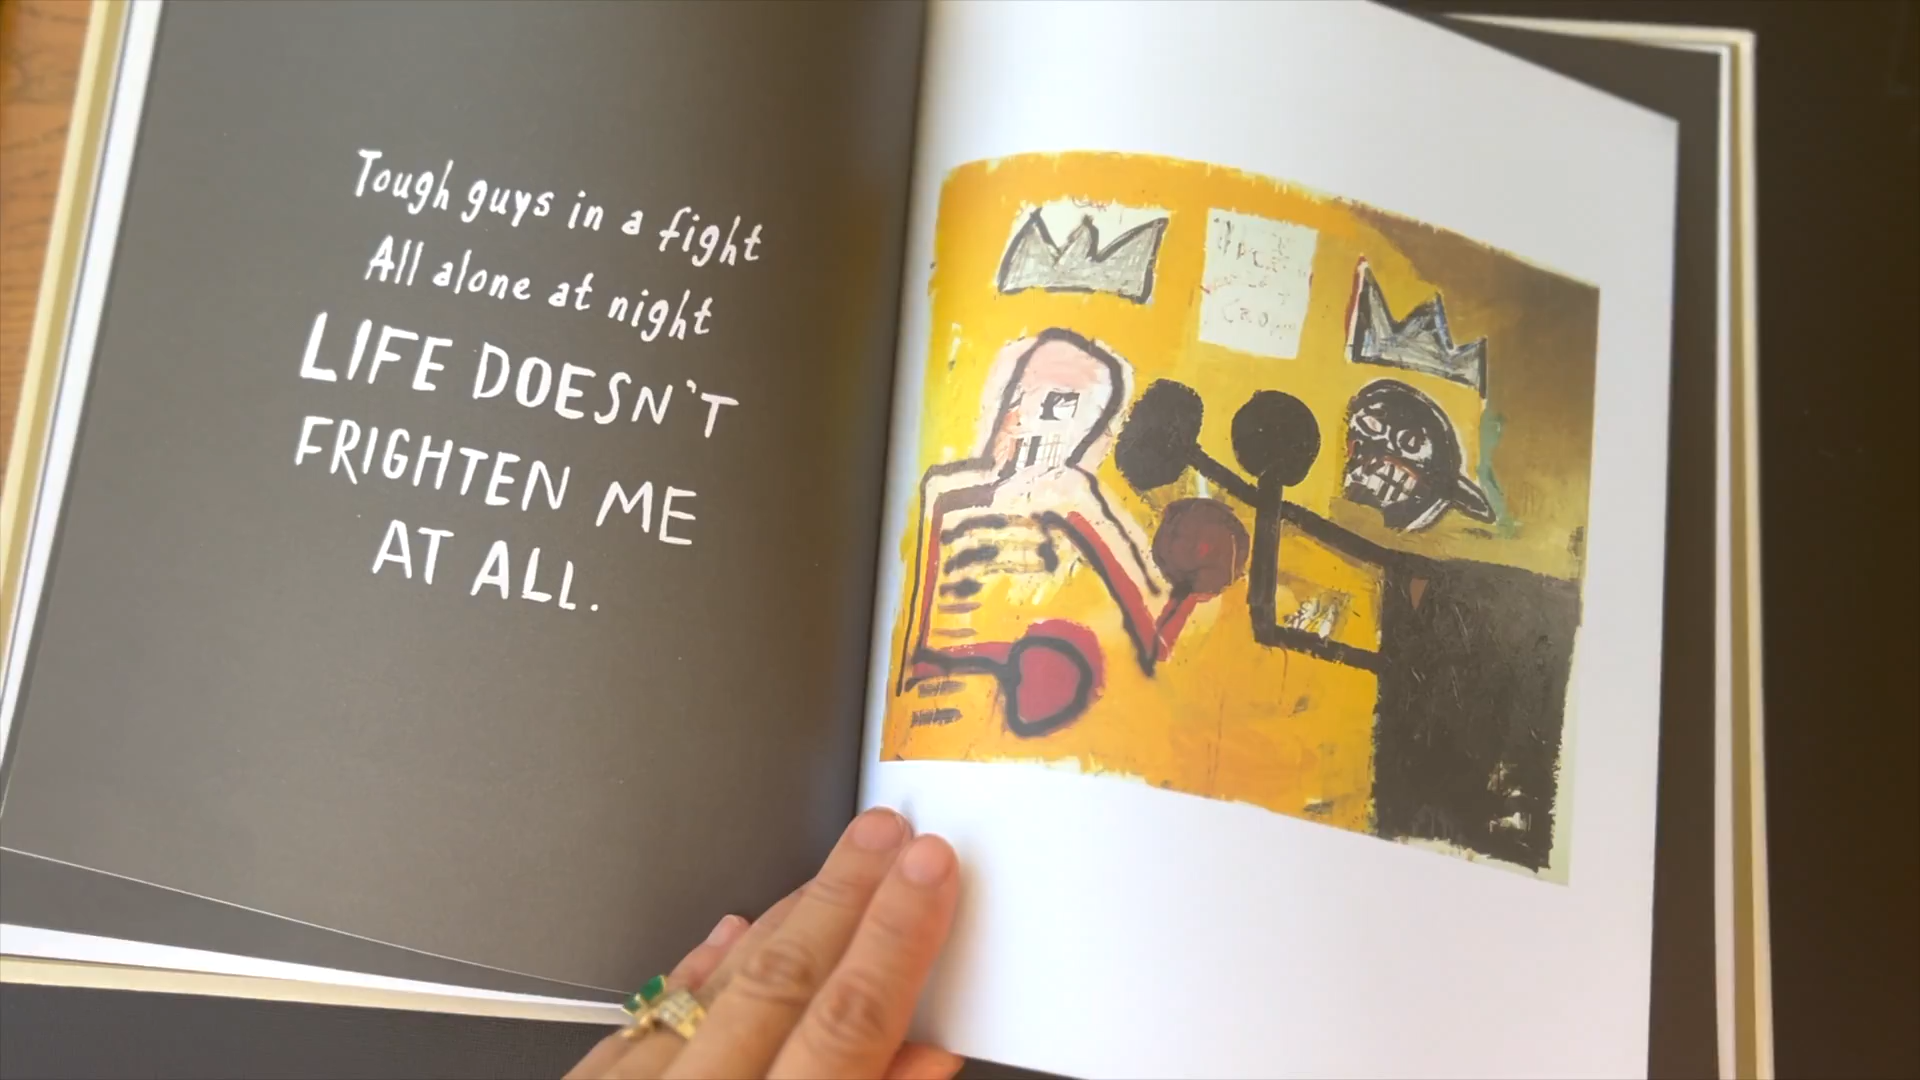 Tough guys in a fight
All alone at night
LIFE DOESN'T
FRIGHTEN ME
AT ALL.